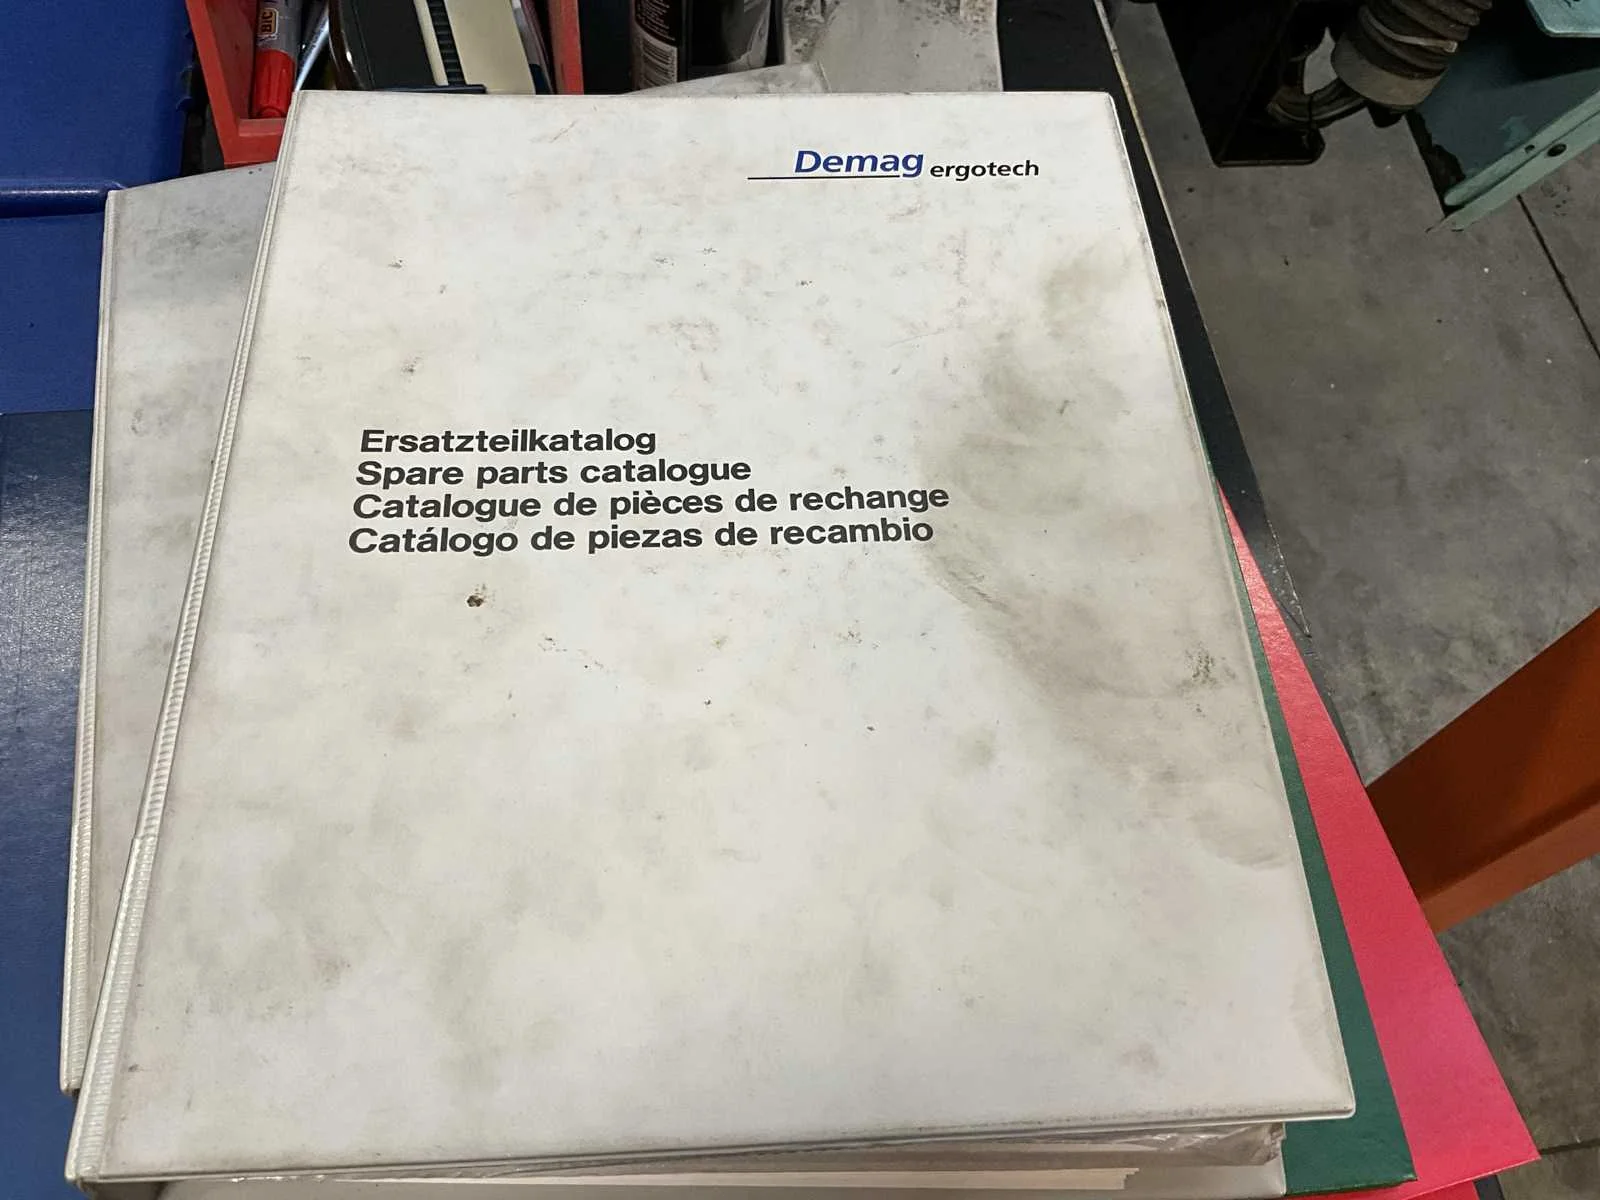 Demag ergotech
Ersatzteilkatalog
Spare parts catalogue
Catalogue de pièces de rechange
Catálogo de piezas de recambio